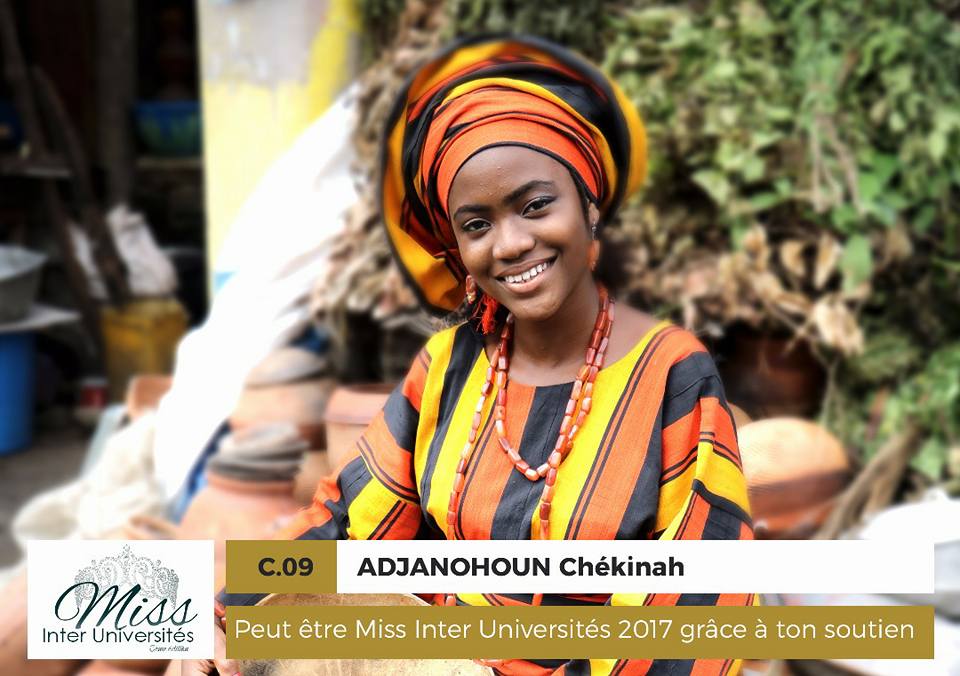 C.09
ADJANOHOUN Chékinah
Peut être Miss Inter Universités 2017 grâce à ton soutien
Miss
Inter Universités